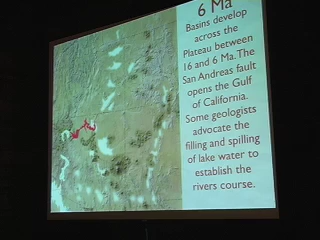 6 Ma
Basins develop
across the
Plateau between
16 and 6 Ma. The
San Andreas fault
opens the Gulf
of California.
Some geologists
advocate the
filling and spilling
of lake water to
establish the
rivers course.